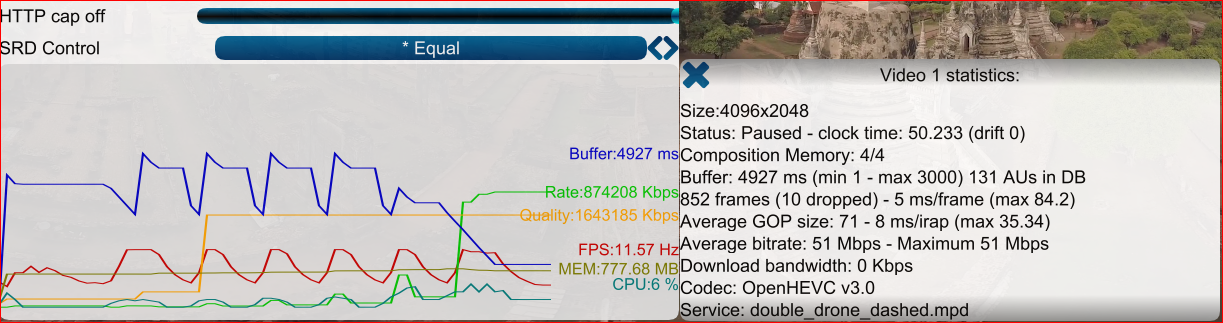 HTTP cap off
SRD Control
* Equal
Buffer:4927 ms
Rate:874208 Kbps
Quality:1643185 Kbps
FPS:11.57 Hz
MEM:777.68 MB
CPU:6 %
Video 1 statistics:
Size:4096x2048
Status: Paused - clock time: 50.233 (drift 0)
Composition Memory: 4/4
Buffer: 4927 ms (min 1 - max 3000) 131 AUs in DB
852 frames (10 dropped) - 5 ms/frame (max 84.2)
Average GOP size: 71 - 8 ms/irap (max 35.34)
Average bitrate: 51 Mbps - Maximum 51 Mbps
Download bandwidth: 0 Kbps
Codec: OpenHEVC v3.0
Service: double_drone_dashed.mpd